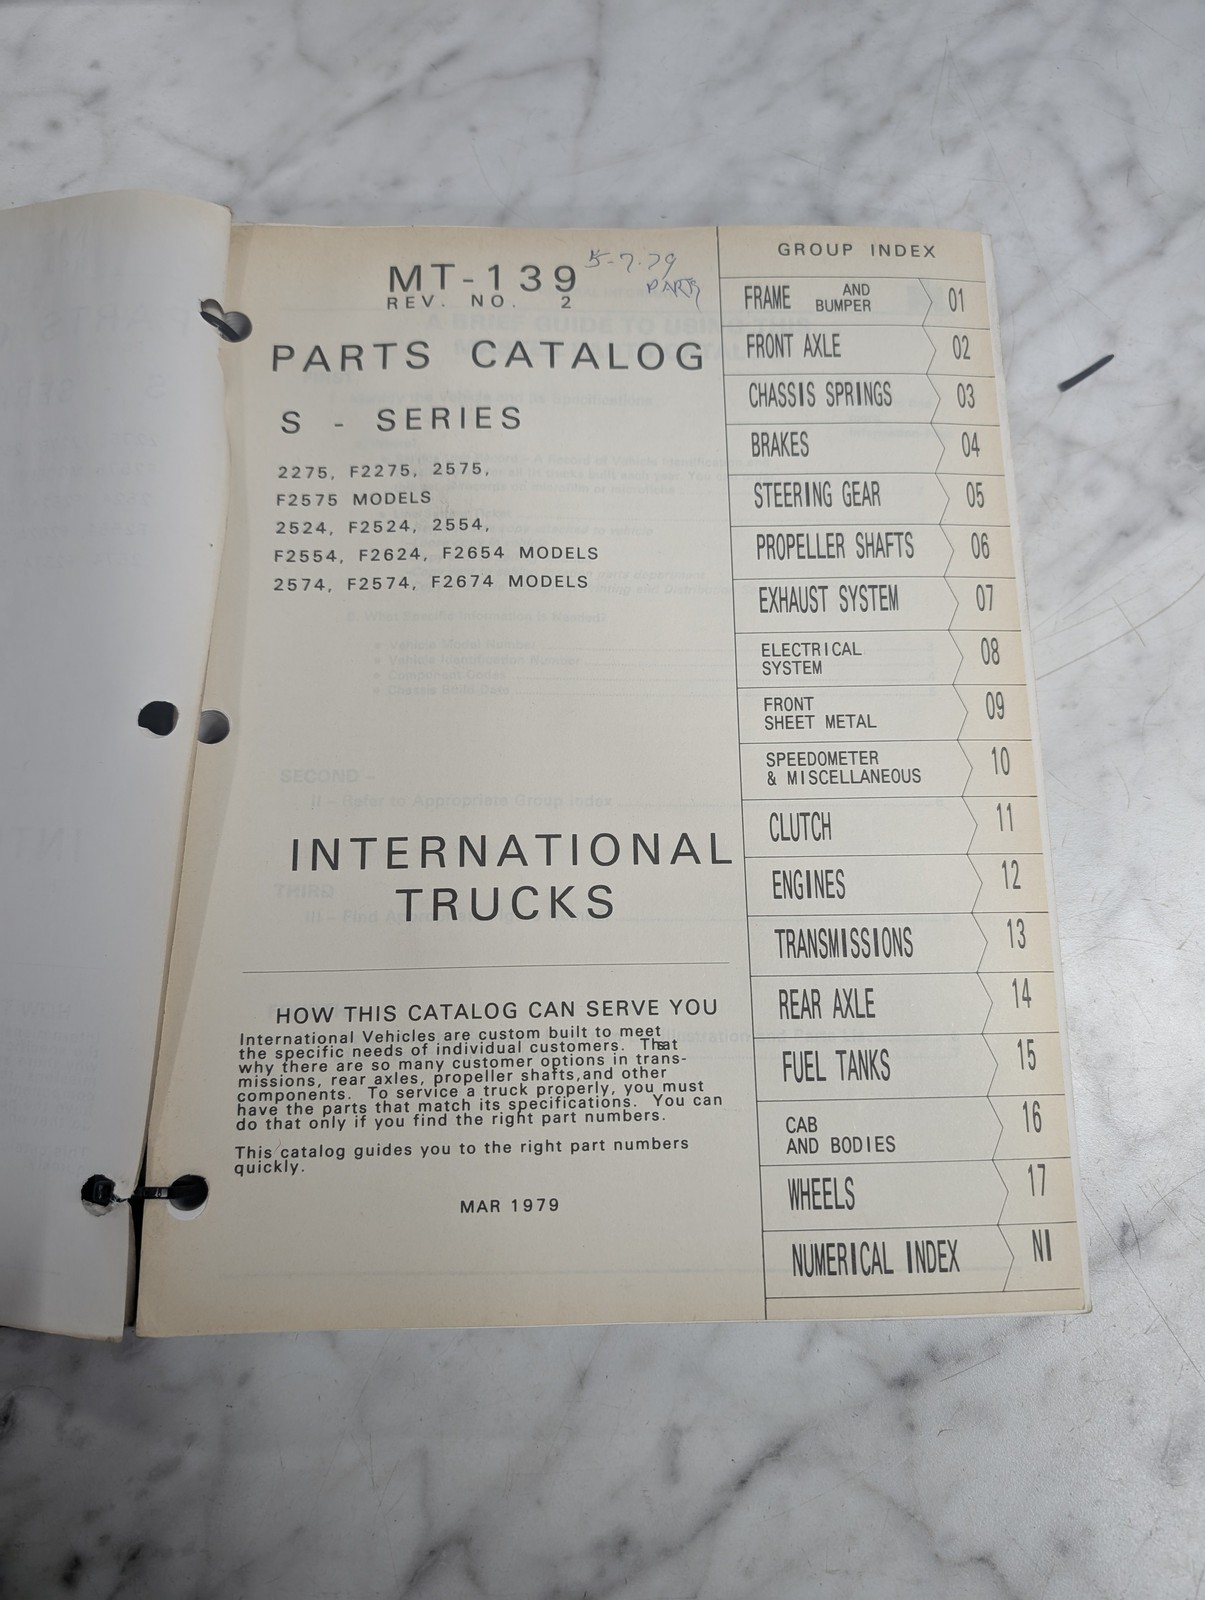 MT-139
REV. NO. 2
5-7-79
PARTS
PARTS CATALOG
S - SERIES
2275, F2275, 2575,
F2575 MODELS
2524, F2524, 2554,
F2554, F2624, F2654 MODELS
2574, F2574, F2674 MODELS
INTERNATIONAL
TRUCKS
HOW THIS CATALOG CAN SERVE YOU
International Vehicles are custom built to meet
the specific needs of individual customers.
why there are so many customer options in trans-
missions, rear axles, propeller shafts,and other
components. To service a truck properly, you must
have the parts that match its specifications. You can
do that only if you find the right part numbers.
This catalog guides you to the right part numbers
quickly.
MAR 1979
GROUP INDEX
FRAME AND BUMPER 01
FRONT AXLE 02
CHASSIS SPRINGS 03
BRAKES 04
STEERING GEAR 05
PROPELLER SHAFTS 06
EXHAUST SYSTEM 07
ELECTRICAL
SYSTEM 08
FRONT
SHEET METAL 09
SPEEDOMETER
& MISCELLANEOUS 10
CLUTCH 11
ENGINES 12
TRANSMISSIONS 13
REAR AXLE 14
FUEL TANKS 15
CAB
AND BODIES 16
WHEELS 17
NUMERICAL INDEX NI